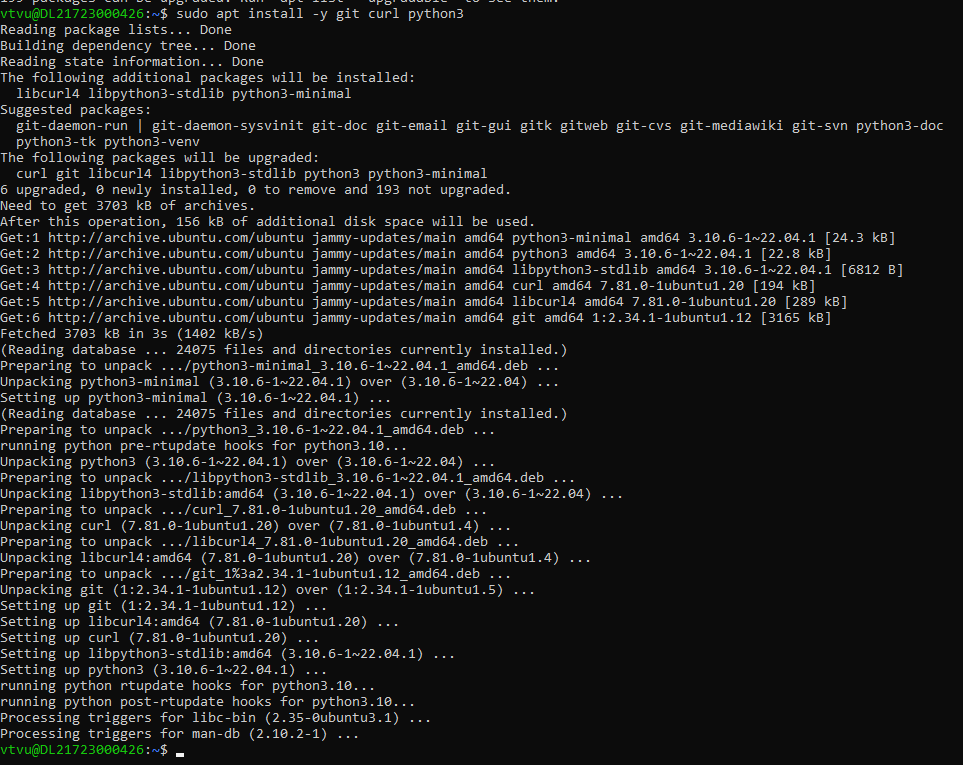 vtvu@DL21723000426:~$ sudo apt install -y git curl python3
Reading package lists... Done
Building dependency tree... Done
Reading state information... Done
The following additional packages will be installed:
  libcurl4 libpython3-stdlib python3-minimal
Suggested packages:
  git-daemon-run | git-daemon-sysvinit git-doc git-email git-gui gitk gitweb git-cvs git-mediawiki git-svn python3-doc
  python3-tk python3-venv
The following packages will be upgraded:
  curl git libcurl4 libpython3-stdlib python3 python3-minimal
6 upgraded, 0 newly installed, 0 to remove and 193 not upgraded.
Need to get 3703 kB of archives.
After this operation, 156 kB of additional disk space will be used.
Get:1 http://archive.ubuntu.com/ubuntu jammy-updates/main amd64 python3-minimal amd64 3.10.6-1~22.04.1 [24.3 kB]
Get:2 http://archive.ubuntu.com/ubuntu jammy-updates/main amd64 python3 amd64 3.10.6-1~22.04.1 [22.8 kB]
Get:3 http://archive.ubuntu.com/ubuntu jammy-updates/main amd64 libpython3-stdlib amd64 3.10.6-1~22.04.1 [6812 B]
Get:4 http://archive.ubuntu.com/ubuntu jammy-updates/main amd64 curl amd64 7.81.0-1ubuntu1.20 [194 kB]
Get:5 http://archive.ubuntu.com/ubuntu jammy-updates/main amd64 libcurl4 amd64 7.81.0-1ubuntu1.20 [289 kB]
Get:6 http://archive.ubuntu.com/ubuntu jammy-updates/main amd64 git amd64 1:2.34.1-1ubuntu1.12 [3165 kB]
Fetched 3703 kB in 3s (1402 kB/s)
(Reading database ... 24075 files and directories currently installed.)
Preparing to unpack .../python3-minimal_3.10.6-1~22.04.1_amd64.deb ...
Unpacking python3-minimal (3.10.6-1~22.04.1) over (3.10.6-1~22.04) ...
Setting up python3-minimal (3.10.6-1~22.04.1) ...
(Reading database ... 24075 files and directories currently installed.)
Preparing to unpack .../python3_3.10.6-1~22.04.1_amd64.deb ...
running python pre-rtupdate hooks for python3.10...
Unpacking python3 (3.10.6-1~22.04.1) over (3.10.6-1~22.04) ...
Preparing to unpack .../libpython3-stdlib_3.10.6-1~22.04.1_amd64.deb ...
Unpacking libpython3-stdlib:amd64 (3.10.6-1~22.04.1) over (3.10.6-1~22.04) ...
Preparing to unpack .../curl_7.81.0-1ubuntu1.20_amd64.deb ...
Unpacking curl (7.81.0-1ubuntu1.20) over (7.81.0-1ubuntu1.4) ...
Preparing to unpack .../libcurl4_7.81.0-1ubuntu1.20_amd64.deb ...
Unpacking libcurl4:amd64 (7.81.0-1ubuntu1.20) over (7.81.0-1ubuntu1.4) ...
Preparing to unpack .../git_1%3a2.34.1-1ubuntu1.12_amd64.deb ...
Unpacking git (1:2.34.1-1ubuntu1.12) over (1:2.34.1-1ubuntu1.5) ...
Setting up git (1:2.34.1-1ubuntu1.12) ...
Setting up libcurl4:amd64 (7.81.0-1ubuntu1.20) ...
Setting up curl (7.81.0-1ubuntu1.20) ...
Setting up libpython3-stdlib:amd64 (3.10.6-1~22.04.1) ...
Setting up python3 (3.10.6-1~22.04.1) ...
running python rtupdate hooks for python3.10...
running python post-rtupdate hooks for python3.10...
Processing triggers for libc-bin (2.35-0ubuntu3.1) ...
Processing triggers for man-db (2.10.2-1) ...
vtvu@DL21723000426:~$